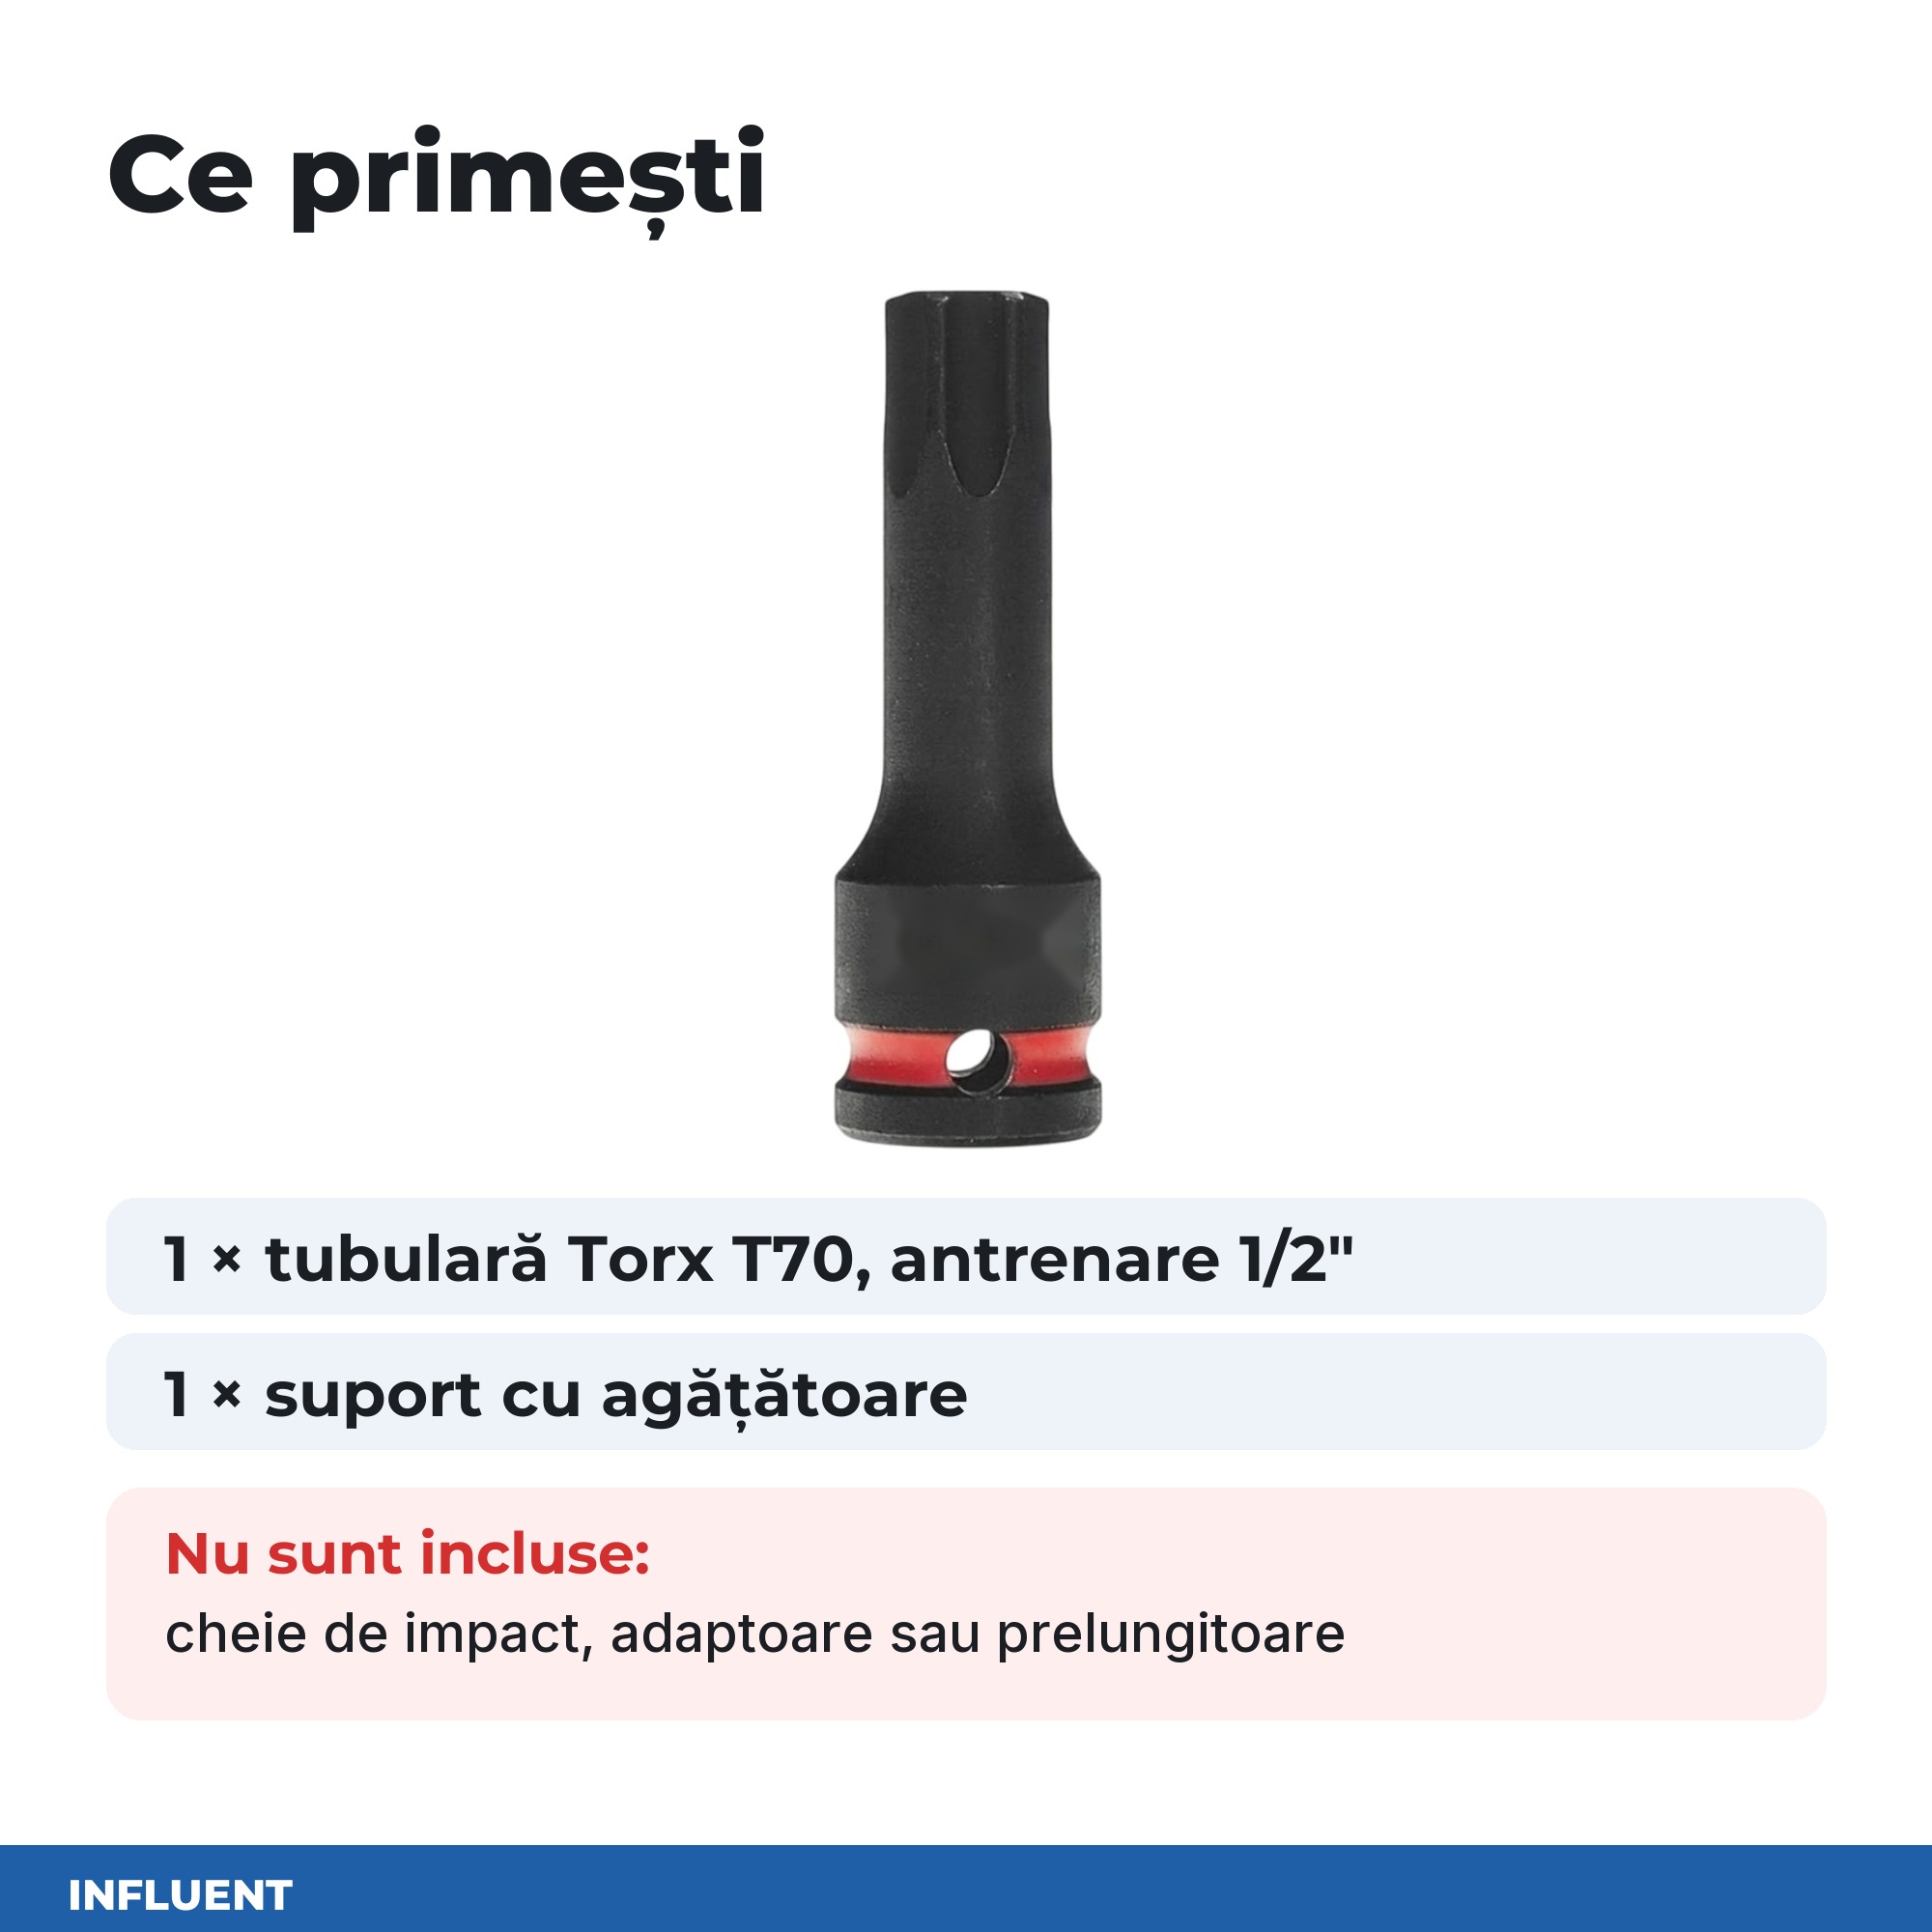 Ce primești
1 × tubulară Torx T70, antrenare 1/2"
1 × suport cu agățătoare
Nu sunt incluse:
cheie de impact, adaptoare sau prelungitoare
INFLUENT